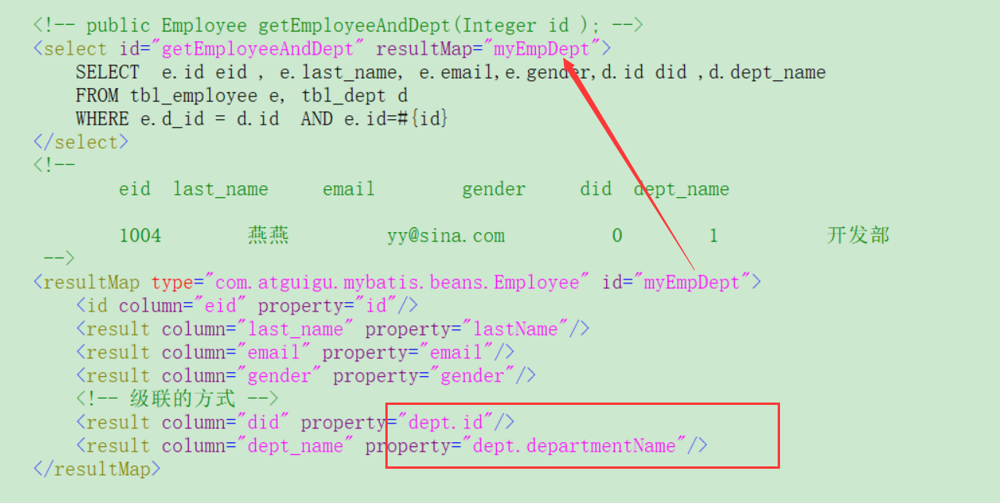 <!-- public Employee getEmployeeAndDept(Integer id ); -->
<select id="getEmployeeAndDept" resultMap="myEmpDept">
SELECT e.id eid , e.last_name, e.email,e.gender,d.id did ,d.dept_name
FROM tbl_employee e, tbl_dept d
WHERE e.d_id = d.id AND e.id=#{id}
</select>
<!--
eid last_name email gender did dept_name
1004 燕燕 yy@sina.com 0 1 开发部
-->
<resultMap type="com.atguigu.mybatis.beans.Employee" id="myEmpDept">
<id column="eid" property="id"/>
<result column="last_name" property="lastName"/>
<result column="email" property="email"/>
<result column="gender" property="gender"/>
<!-- 级联的方式 -->
<result column="did" property="dept.id"/>
<result column="dept_name" property="dept.departmentName"/>
</resultMap>